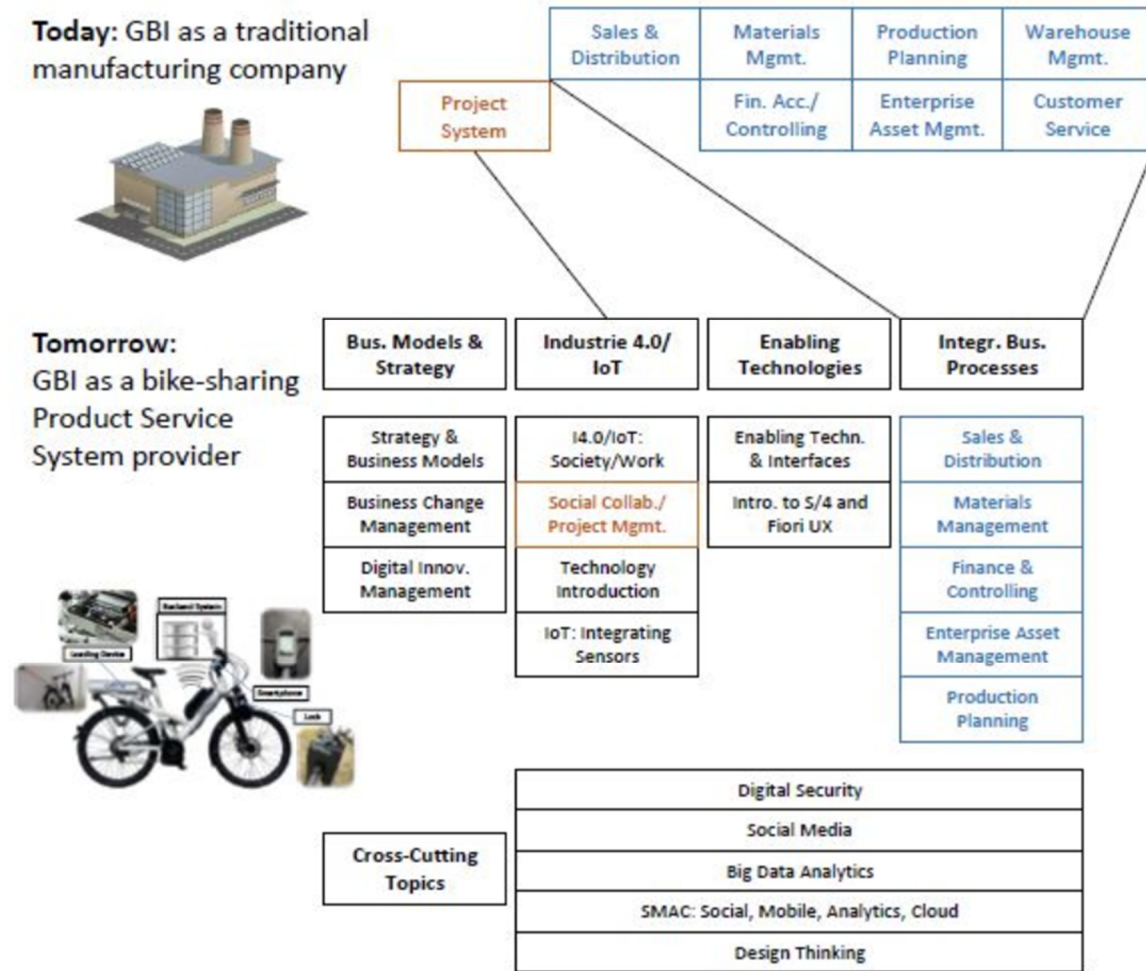 Today: GBI as a traditional
manufacturing company
Sales &
Distribution
Materials
Mgmt.
Production
Planning
Warehouse
Mgmt.
Project
System
Fin. Acc./
Controlling
Enterprise
Asset Mgmt.
Customer
Service
Tomorrow:
GBI as a bike-sharing
Product Service
System provider
Bus. Models &
Strategy
Industrie 4.0/
IoT
Enabling
Technologies
Integr. Bus.
Processes
Strategy &
Business Models
Business Change
Management
Digital Innov.
Management
I4.0/IoT:
Society/Work
Social Collab./
Project Mgmt.
Technology
Introduction
IoT: Integrating
Sensors
Enabling Techn.
& Interfaces
Intro. to S/4 and
Fiori UX
Sales &
Distribution
Materials
Management
Finance &
Controlling
Enterprise Asset
Management
Production
Planning
Backend System
Loading Device
Smartphone
Lock
Cross-Cutting
Topics
Digital Security
Social Media
Big Data Analytics
SMAC: Social, Mobile, Analytics, Cloud
Design Thinking